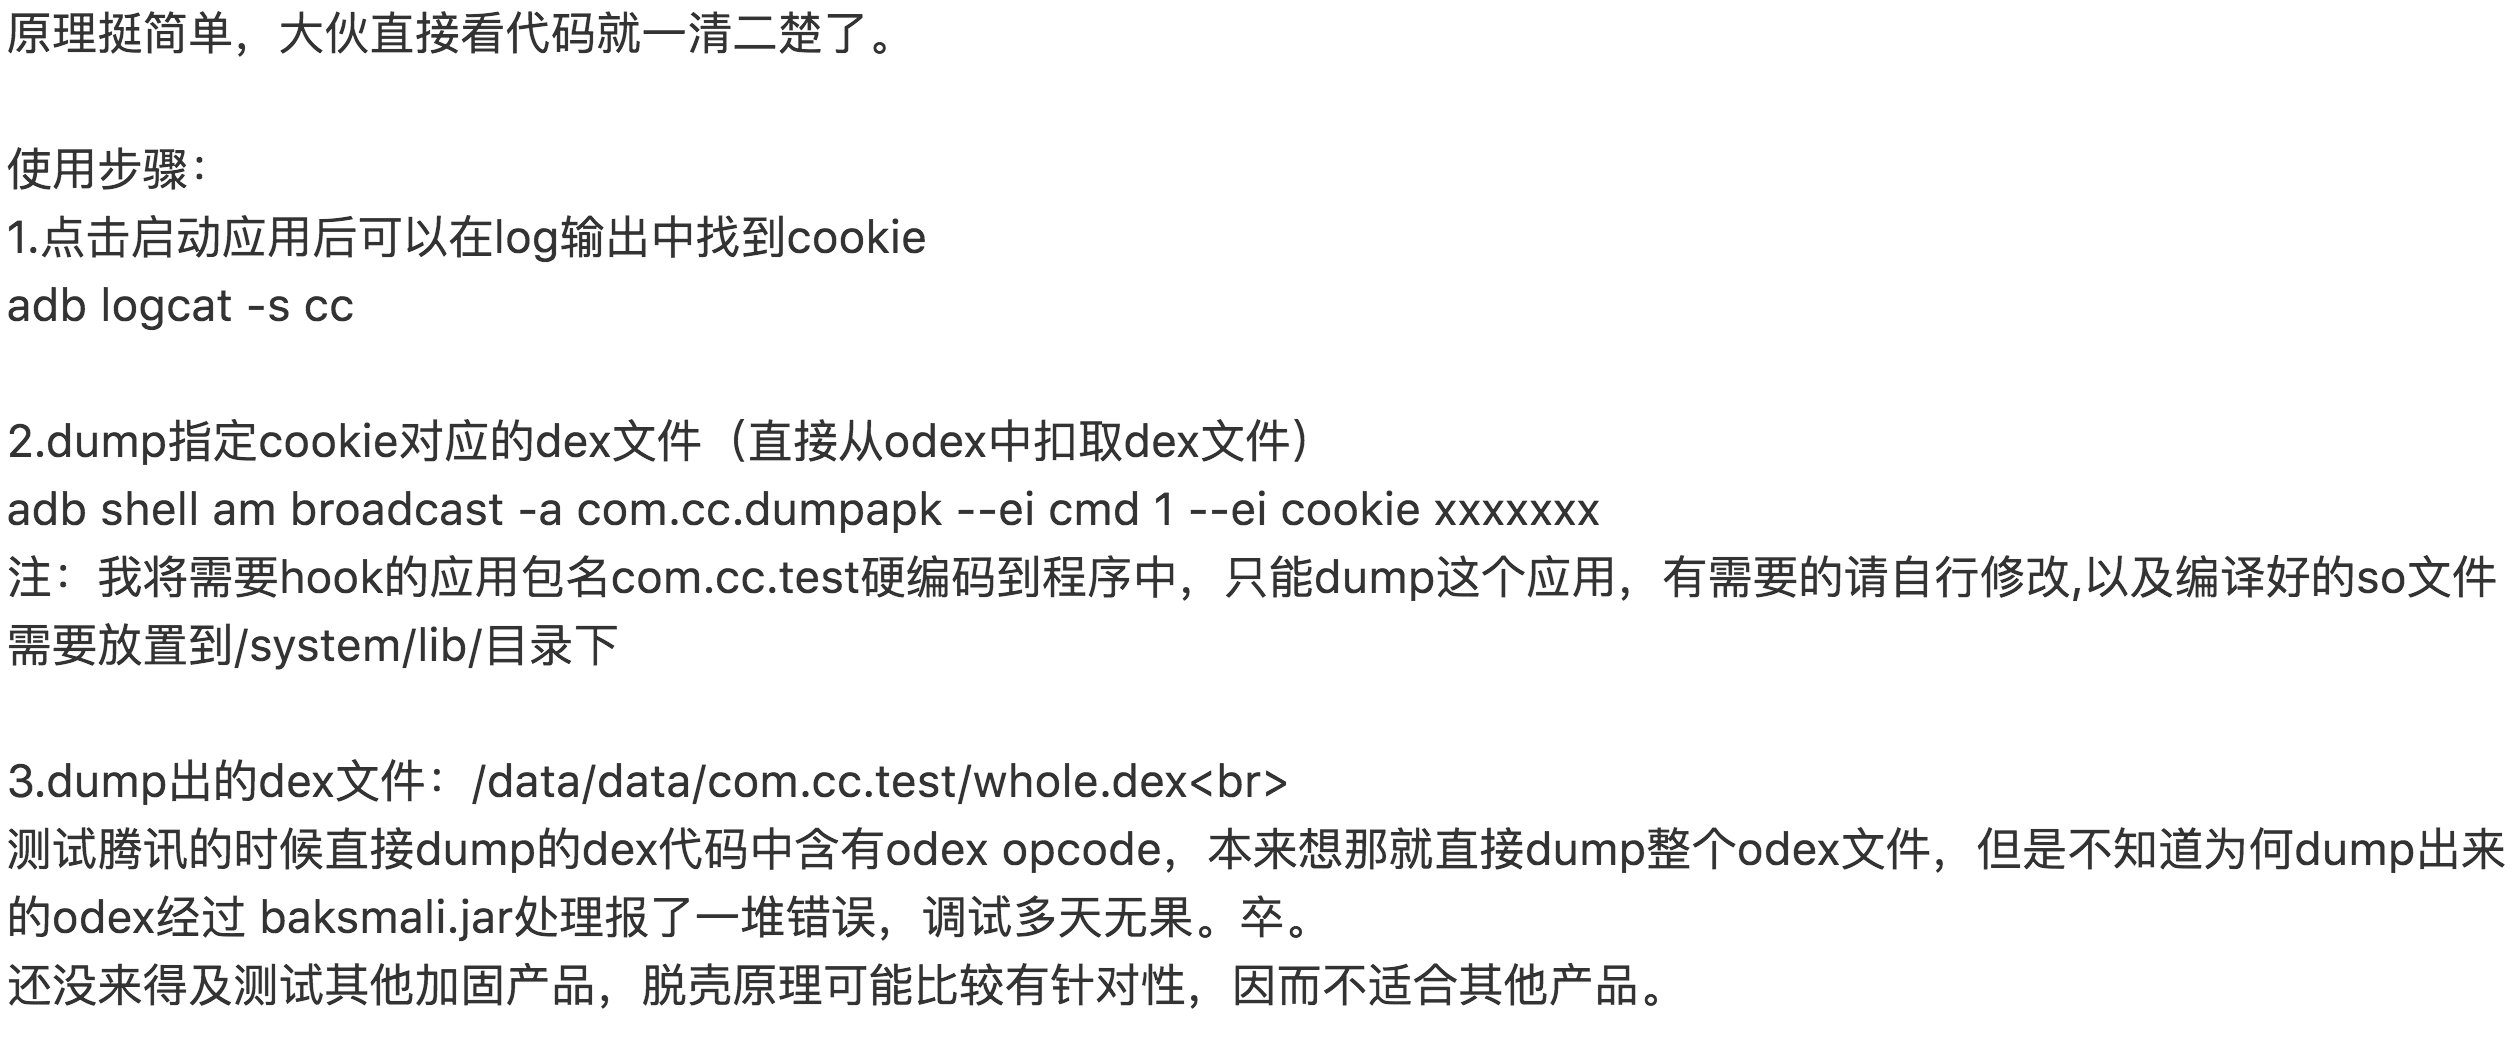 原理挺简单，大伙直接看代码就一清二楚了。
使用步骤：
1.点击启动应用后可以在log输出中找到cookie
adb logcat -s cc
2.dump指定cookie对应的dex文件（直接从odex中扣取dex文件）
adb shell am broadcast -a com.cc.dumpapk --ei cmd 1 --ei cookie xxxxxxxx
注：我将需要hook的应用包名com.cc.test硬编码到程序中，只能dump这个应用，有需要的请自行修改,以及编译好的so文件
需要放置到/system/lib/目录下
3.dump出的dex文件：/data/data/com.cc.test/whole.dex<br>
测试腾讯的时候直接dump的dex代码中含有odex opcode，本来想那就直接dump整个odex文件，但是不知道为何dump出来
的odex经过 baksmali.jar处理报了一堆错误，调试多天无果。卒。
还没来得及测试其他加固产品，脱壳原理可能比较有针对性，因而不适合其他产品。